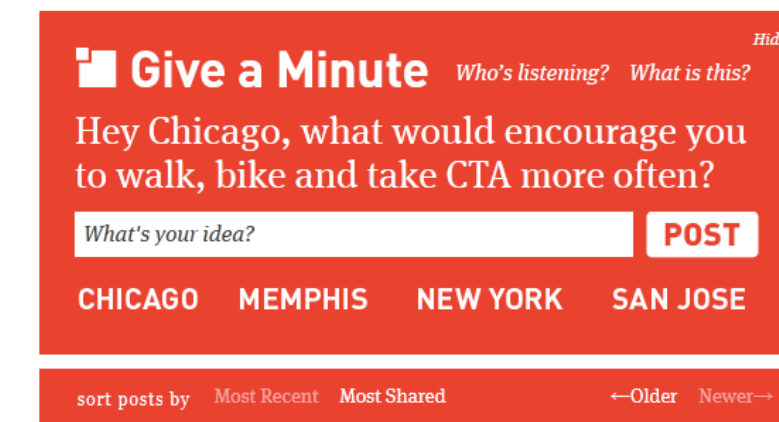 Hid
Give a Minute Who's listening? What is this?
Hey Chicago, what would encourage you
to walk, bike and take CTA more often?
What's your idea? POST
CHICAGO MEMPHIS NEW YORK SAN JOSE
sort posts by Most Recent Most Shared ←Older Newer→